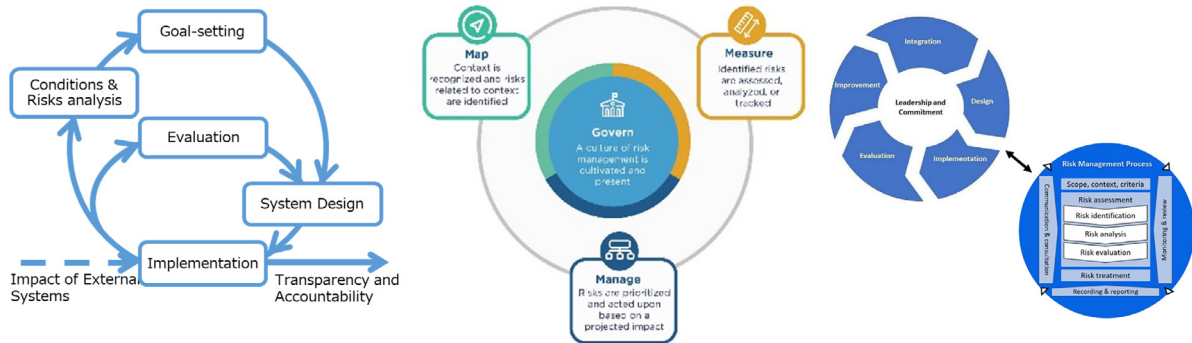 Goal-setting
Conditions &
Risks analysis
Evaluation
System Design
Implementation
Impact of External
Systems
Transparency and
Accountability
Map
Context is
recognized and risks
related to context
are identified
Measure
Identified risks
are assessed,
analyzed, or
tracked
Govern
A culture of risk
management is
cultivated and
present
Manage
Risks are prioritized
and acted upon
based on a
projected impact
Integration
Improvement
Design
Leadership and
Commitment
Evaluation
Implementation
Risk Management Process
Scope, context, criteria
Risk assessment
Risk identification
Risk analysis
Risk evaluation
Risk treatment
Recording & reporting
Communication & consultation
Monitoring & review